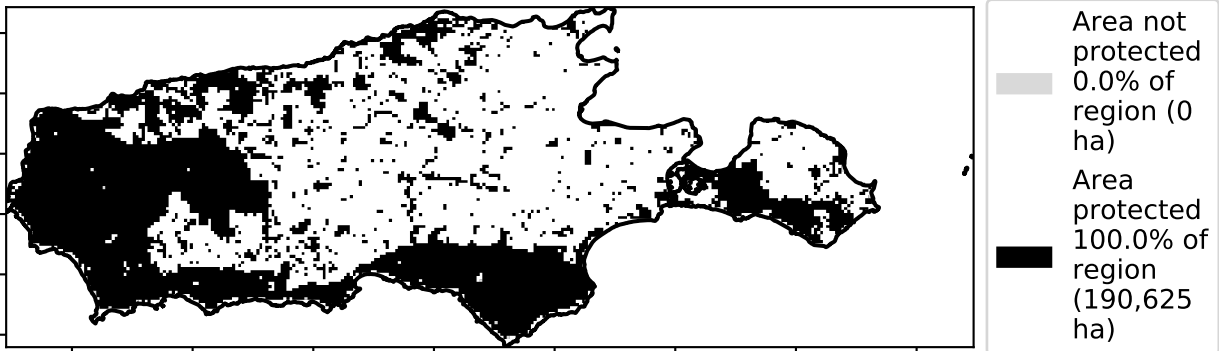 Area not
protected
0.0% of
region (0
ha)
Area
protected
100.0% of
region
(190,625
ha)